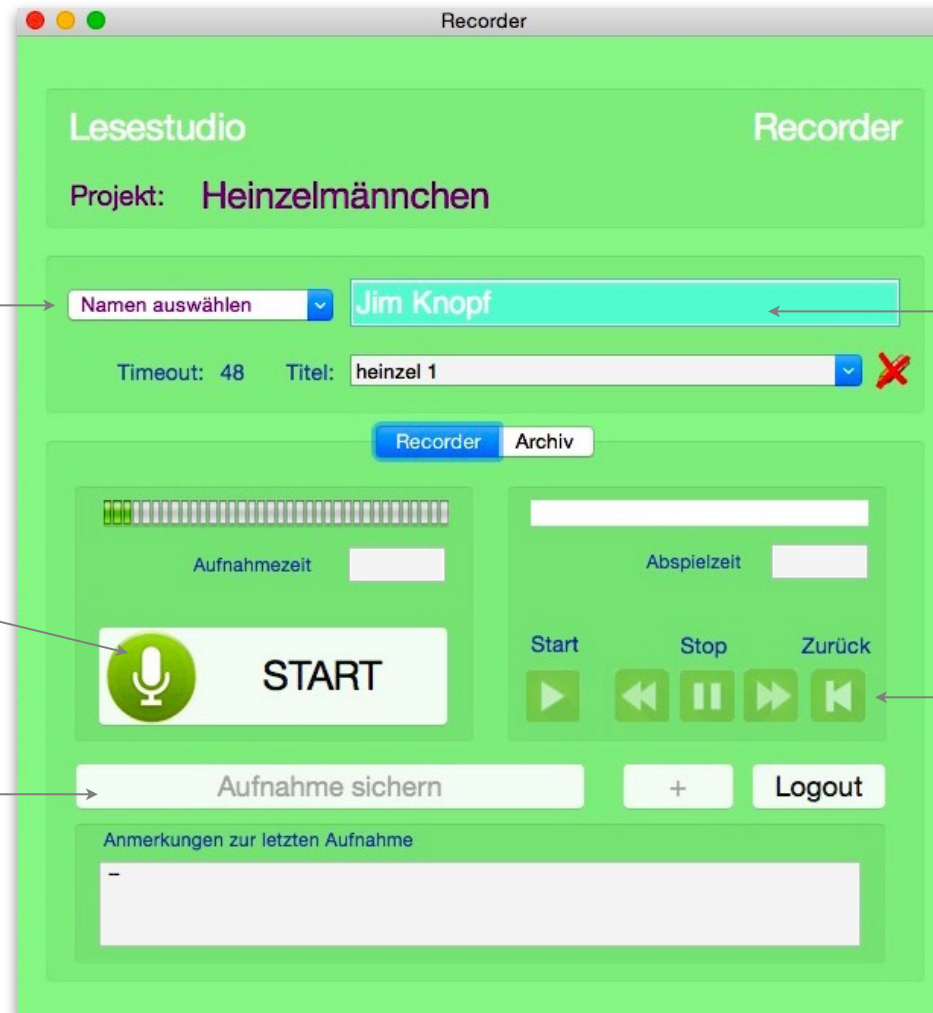 Recorder
Lesestudio Recorder
Projekt: Heinzelmännchen
Namen auswählen Jim Knopf
Timeout: 48 Titel: heinzel 1
Recorder Archiv
Aufnahmezeit Abspielzeit
START
Start Stop Zurück
Aufnahme sichern + Logout
Anmerkungen zur letzten Aufnahme
–